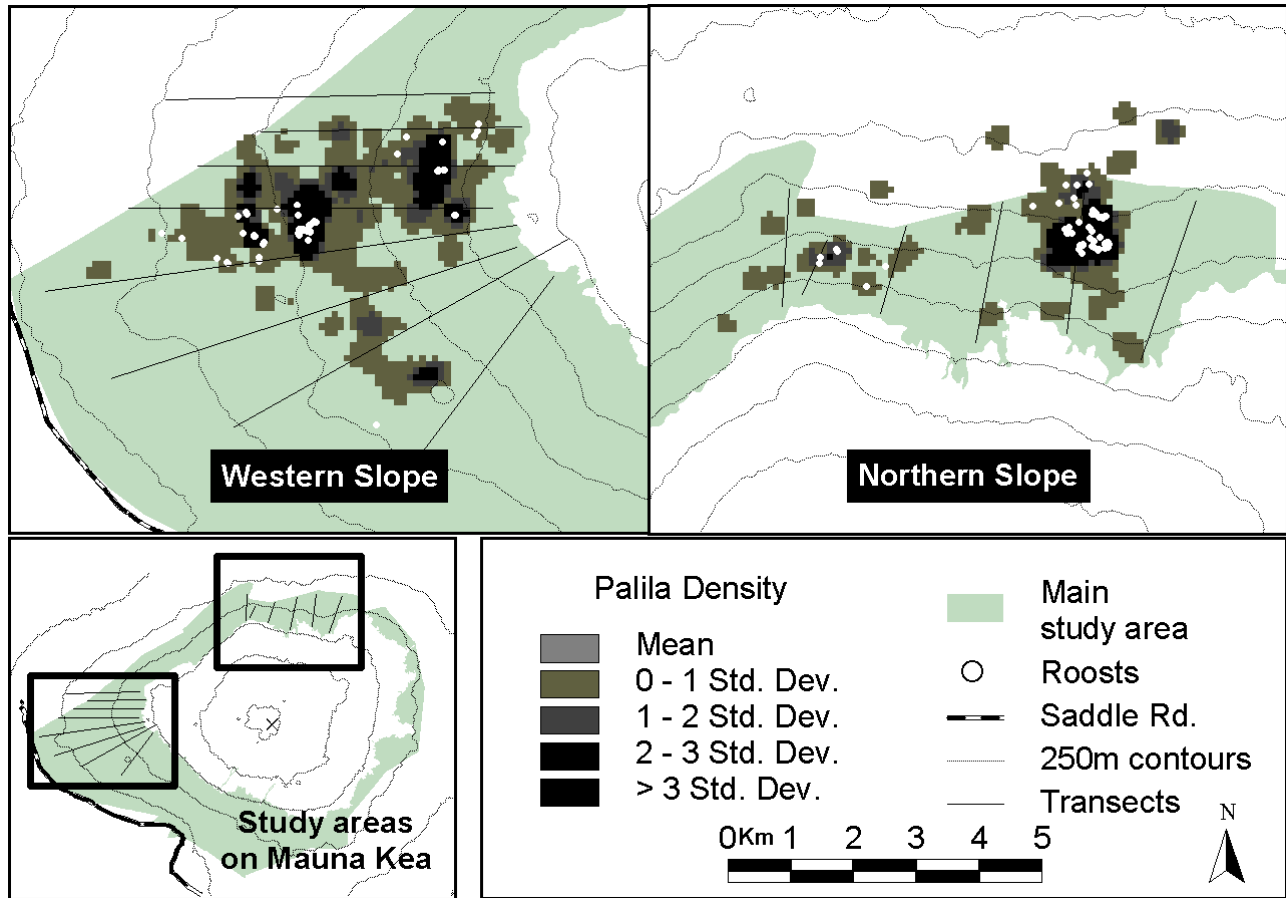 Western Slope
Northern Slope
Study areas
on Mauna Kea
Palila Density
Mean
0 - 1 Std. Dev.
1 - 2 Std. Dev.
2 - 3 Std. Dev.
> 3 Std. Dev.
Main
study area
Roosts
Saddle Rd.
250m contours
Transects
0Km 1 2 3 4 5
N